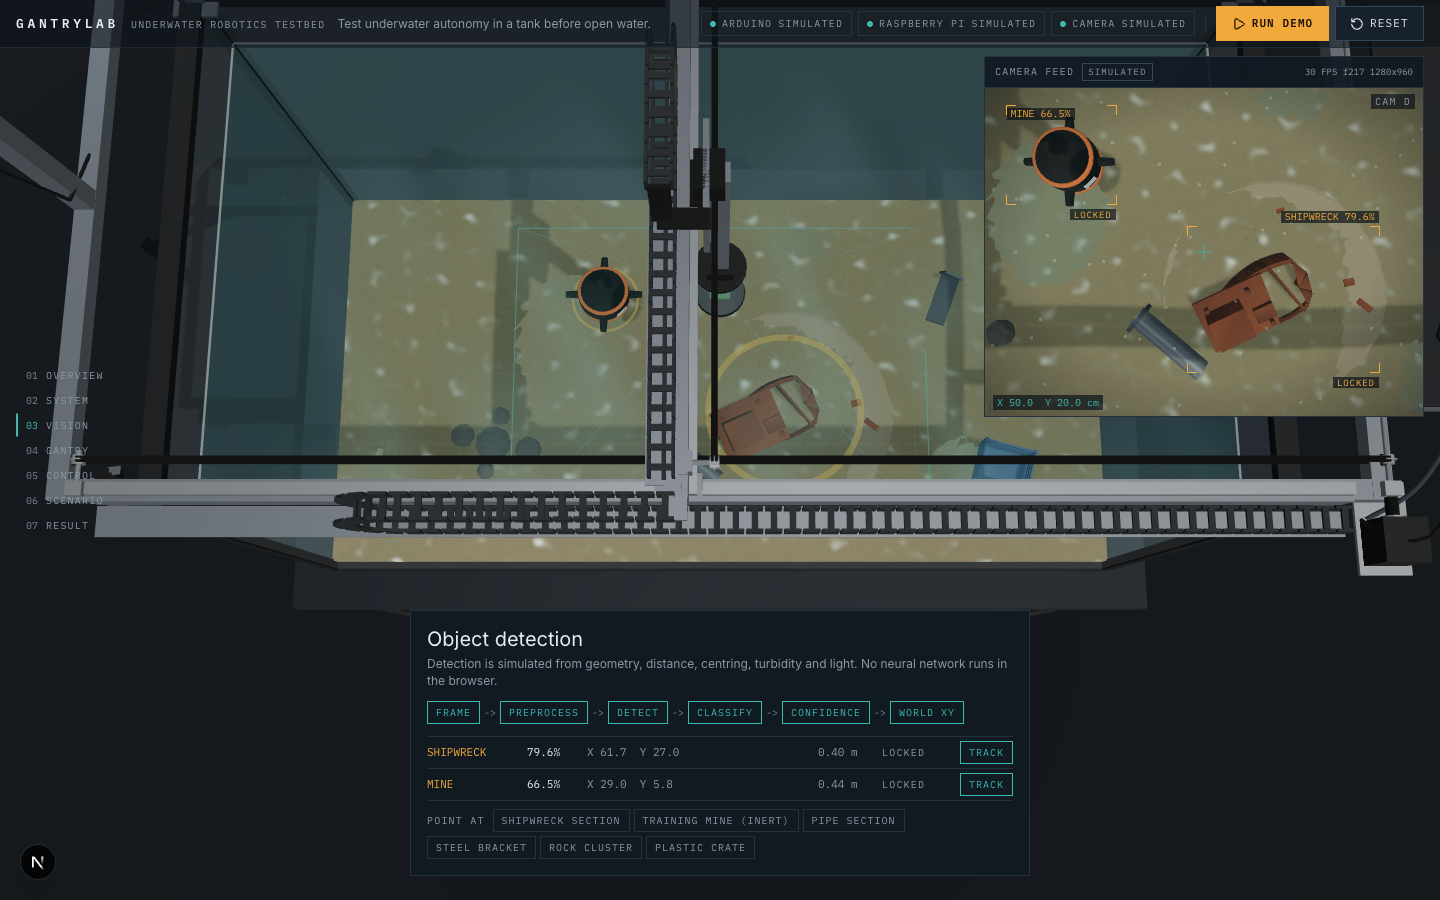 GANTRYLAB UNDERWATER ROBOTICS TESTBED Test underwater autonomy in a tank before open water. ARDUINO SIMULATED RASPBERRY PI SIMULATED CAMERA SIMULATED RUN DEMO RESET
CAMERA FEED SIMULATED 30 FPS f217 1280x960
CAM D
MINE 66.5%
LOCKED
SHIPWRECK 79.6%
LOCKED
X 50.0 Y 20.0 cm
01 OVERVIEW
02 SYSTEM
03 VISION
04 GANTRY
05 CONTROL
06 SCENARIO
07 RESULT
Object detection
Detection is simulated from geometry, distance, centring, turbidity and light. No neural network runs in
the browser.
FRAME -> PREPROCESS -> DETECT -> CLASSIFY -> CONFIDENCE -> WORLD XY
SHIPWRECK 79.6% X 61.7 Y 27.0 0.40 m LOCKED TRACK
MINE 66.5% X 29.0 Y 5.8 0.44 m LOCKED TRACK
POINT AT SHIPWRECK SECTION TRAINING MINE (INERT) PIPE SECTION
STEEL BRACKET ROCK CLUSTER PLASTIC CRATE
N